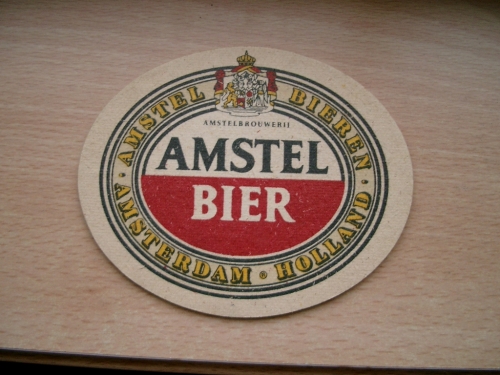 AMSTEL BIEREN
AMSTELBROUWERIJ
AMSTEL
BIER
AMSTERDAM • HOLLAND